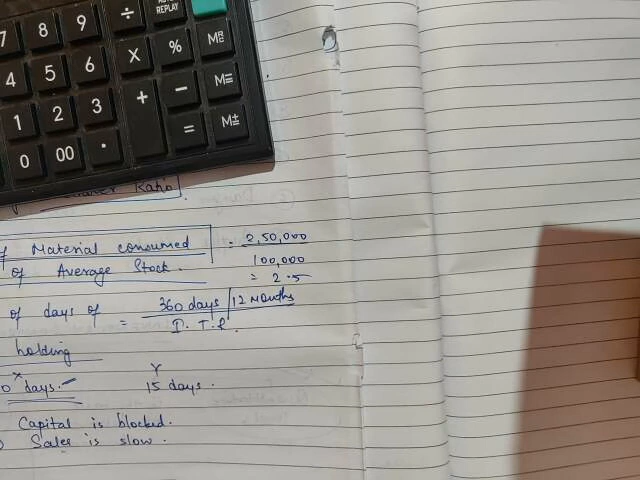 7 8 9 ÷ REPLAY
4 5 6 X % M
1 2 3 + − M=
0 00 · = M±
Ratio
Material consumed = 2,50,000
of Average Stock. 100,000
= 2.5
of days of = 360 days / 12 Months
I. T. R.
holding
X Y
0 days. 15 days.
Capital is blocked.
Sales is slow.